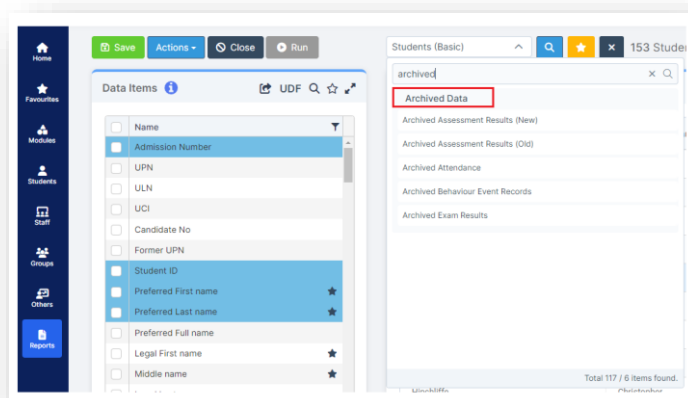 Home
Favourites
Modules
Students
Staff
Groups
Others
Reports
Save Actions Close Run
Data Items UDF
Name
Admission Number
UPN
ULN
UCI
Candidate No
Former UPN
Student ID
Preferred First name
Preferred Last name
Preferred Full name
Legal First name
Middle name
Students (Basic) 153 Stude
archived
Archived Data
Archived Assessment Results (New)
Archived Assessment Results (Old)
Archived Attendance
Archived Behaviour Event Records
Archived Exam Results
Total 117 / 6 items found.
Hinchliffe Christopher